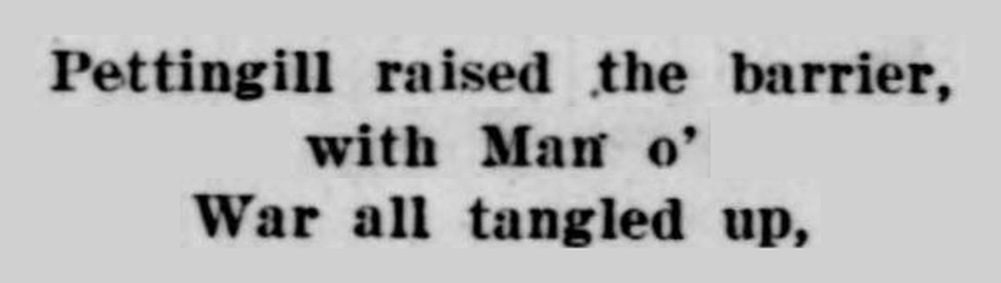 Pettingill raised the barrier,
with Man o'
War all tangled up,